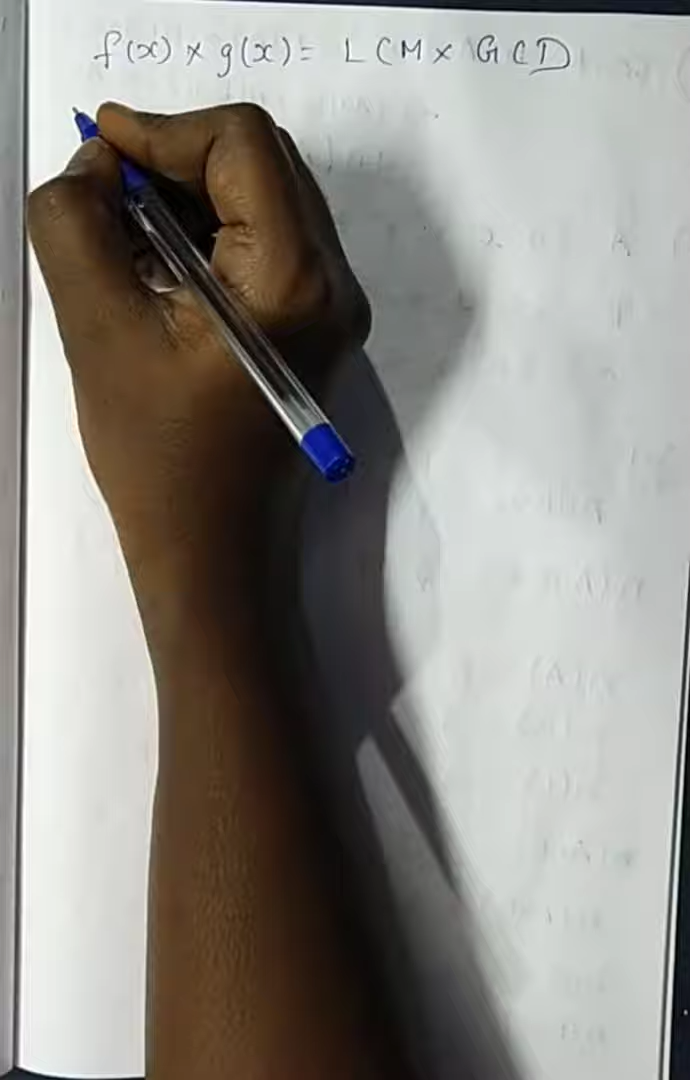 f(x) × g(x) = LCM × GCD